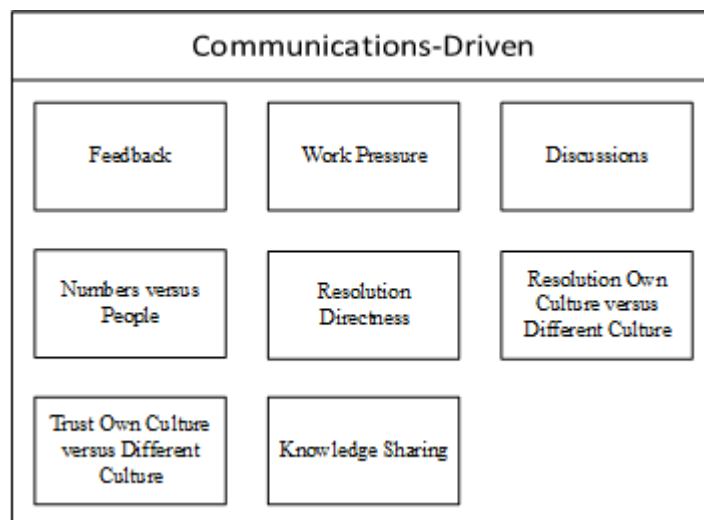 Communications-Driven
Feedback
Work Pressure
Discussions
Numbers versus
People
Resolution
Directness
Resolution Own
Culture versus
Different Culture
Trust Own Culture
versus Different
Culture
Knowledge Sharing